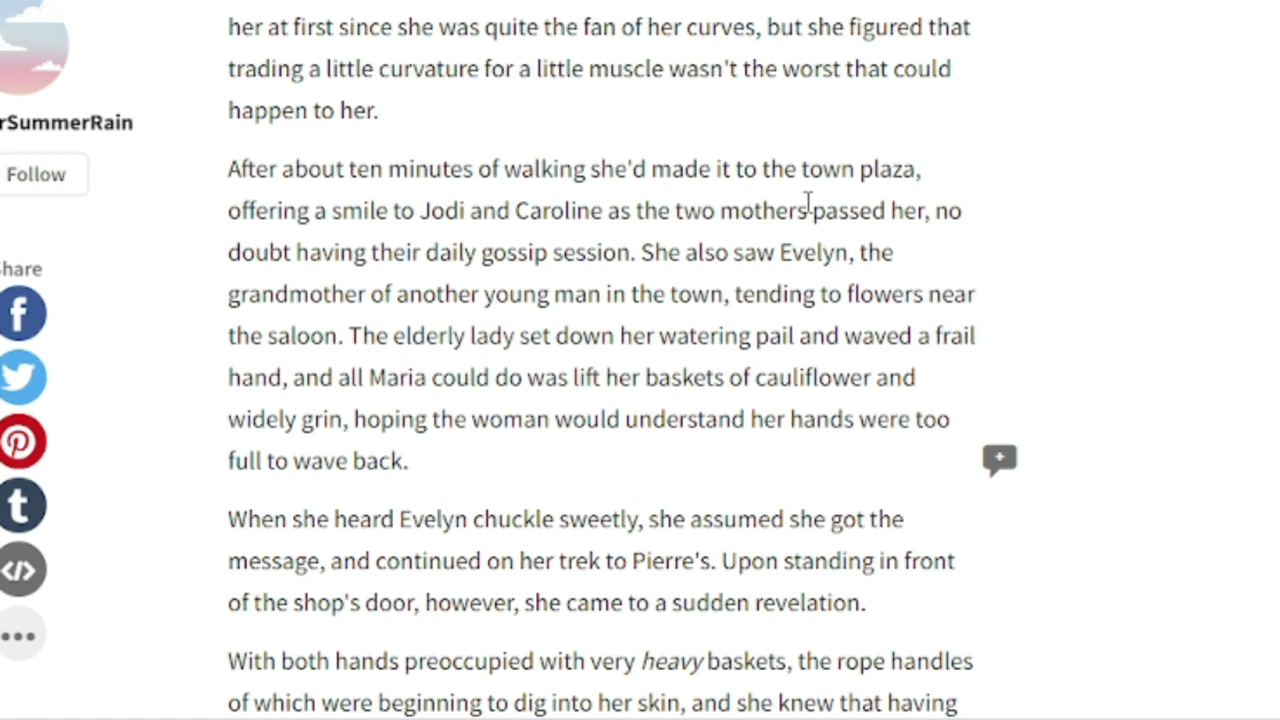 her at first since she was quite the fan of her curves, but she figured that
trading a little curvature for a little muscle wasn't the worst that could
happen to her.
rSummerRain
Follow
After about ten minutes of walking she'd made it to the town plaza,
offering a smile to Jodi and Caroline as the two mothers passed her, no
doubt having their daily gossip session. She also saw Evelyn, the
grandmother of another young man in the town, tending to flowers near
the saloon. The elderly lady set down her watering pail and waved a frail
hand, and all Maria could do was lift her baskets of cauliflower and
widely grin, hoping the woman would understand her hands were too
full to wave back.
hare
When she heard Evelyn chuckle sweetly, she assumed she got the
message, and continued on her trek to Pierre's. Upon standing in front
of the shop's door, however, she came to a sudden revelation.
With both hands preoccupied with very heavy baskets, the rope handles
of which were beginning to dig into her skin, and she knew that having